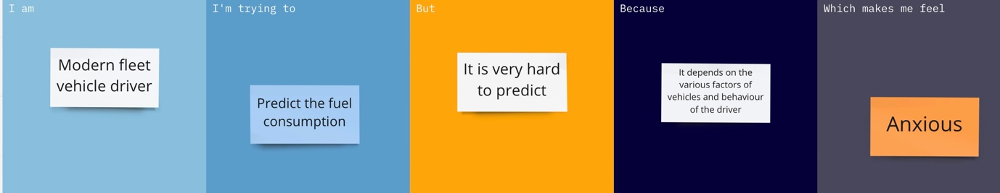 I am
Modern fleet
vehicle driver
I'm trying to
Predict the fuel
consumption
But
It is very hard
to predict
Because
It depends on the
various factors of
vehicles and behaviour
of the driver
Which makes me feel
Anxious